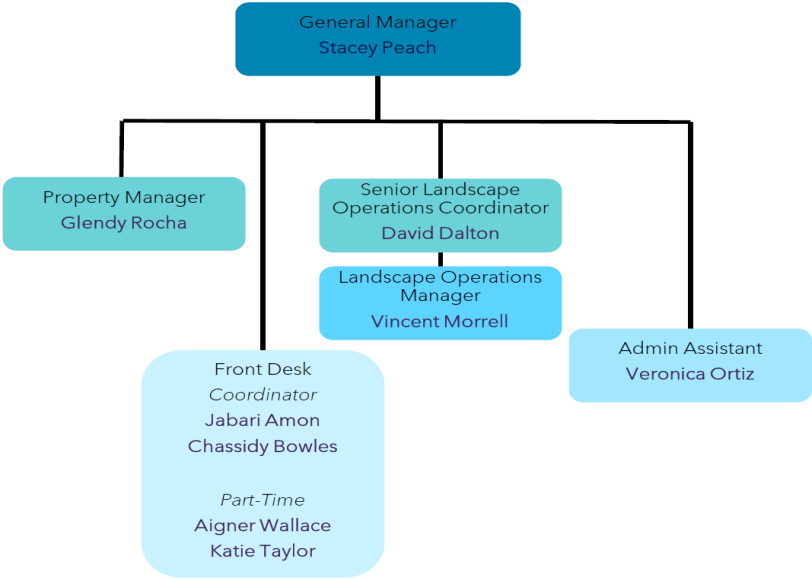 General Manager
Stacey Peach
Property Manager
Glendy Rocha
Senior Landscape
Operations Coordinator
David Dalton
Landscape Operations
Manager
Vincent Morrell
Front Desk
Coordinator
Jabari Amon
Chassidy Bowles
Part-Time
Aigner Wallace
Katie Taylor
Admin Assistant
Veronica Ortiz